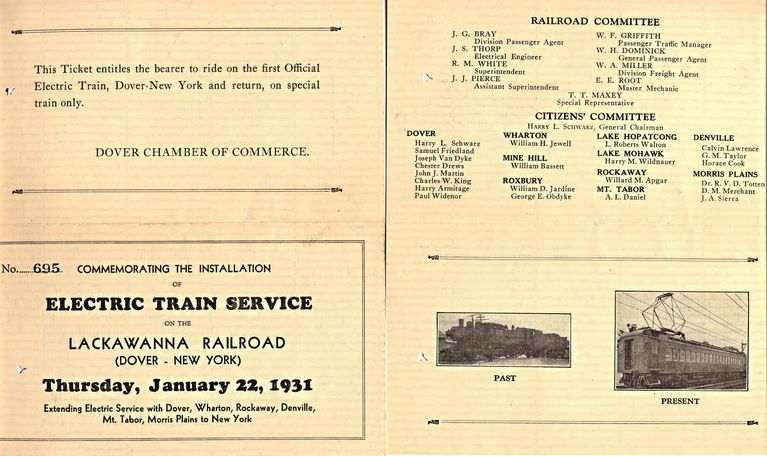 This Ticket entitles the bearer to ride on the first Official
Electric Train, Dover-New York and return, on special
train only.
DOVER CHAMBER OF COMMERCE.
No......695 COMMEMORATING THE INSTALLATION
OF
ELECTRIC TRAIN SERVICE
ON THE
LACKAWANNA RAILROAD
(DOVER - NEW YORK)
Thursday, January 22, 1931
Extending Electric Service with Dover, Wharton, Rockaway, Denville,
Mt. Tabor, Morris Plains to New York
RAILROAD COMMITTEE
J. G. BRAY
Division Passenger Agent
J. S. THORP
Electrical Engineer
R. M. WHITE
Superintendent
J. J. PIERCE
Assistant Superintendent
W. F. GRIFFITH
Passenger Traffic Manager
W. H. DOMINICK
General Passenger Agent
W. A. MILLER
Division Freight Agent
E. E. ROOT
Master Mechanic
T. T. MAXEY
Special Representative
CITIZENS' COMMITTEE
HARRY L. SCHWARZ, General Chairman
DOVER
Harry L. Schwarz
Samuel Friedland
Joseph Van Dyke
Chester Drews
John J. Martin
Charles W. King
Harry Armitage
Paul Widenor
WHARTON
William H. Jewell
MINE HILL
William Bassett
ROXBURY
William D. Jardine
George E. Obdyke
LAKE HOPATCONG
L. Roberts Walton
LAKE MOHAWK
Harry M. Wildnauer
ROCKAWAY
Willard M. Apgar
MT. TABOR
A. L. Daniel
DENVILLE
Calvin Lawrence
G. M. Taylor
Horace Cook
MORRIS PLAINS
Dr. R. V. D. Totten
D. M. Merchant
J. A. Sierra
PAST
PRESENT